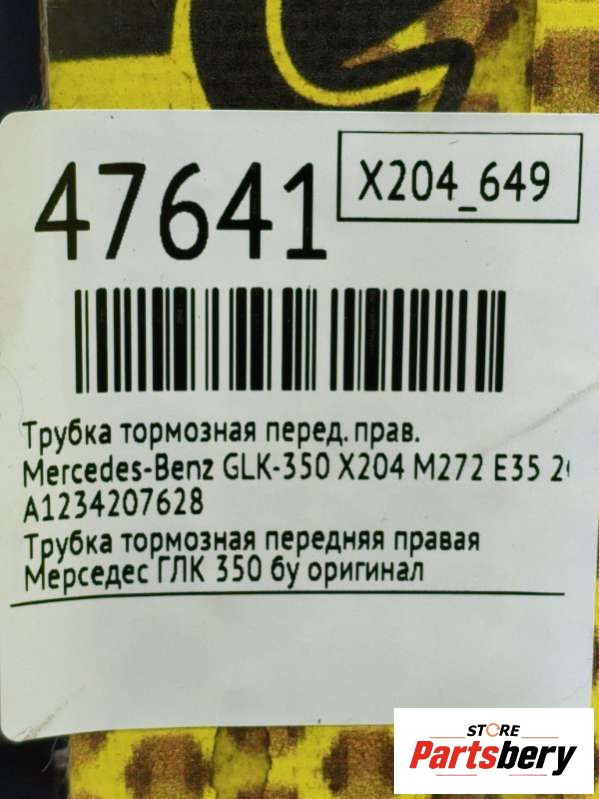 47641
X204_649
Трубка тормозная перед. прав.
Mercedes-Benz GLK-350 X204 M272 E35
A1234207628
Трубка тормозная передняя правая
Мерседес ГЛК 350 бу оригинал
STORE
Partsbery